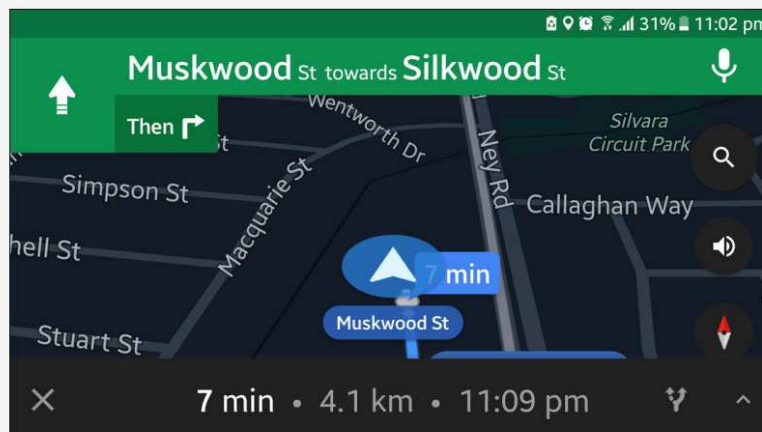 31% 11:02 pm
Muskwood St towards Silkwood St
Then
St
Wentworth Dr
Silvara
Circuit Park
Ney Rd
Simpson St
Macquarie St
Callaghan Way
hell St
7 min
Muskwood St
Stuart St
7 min • 4.1 km • 11:09 pm